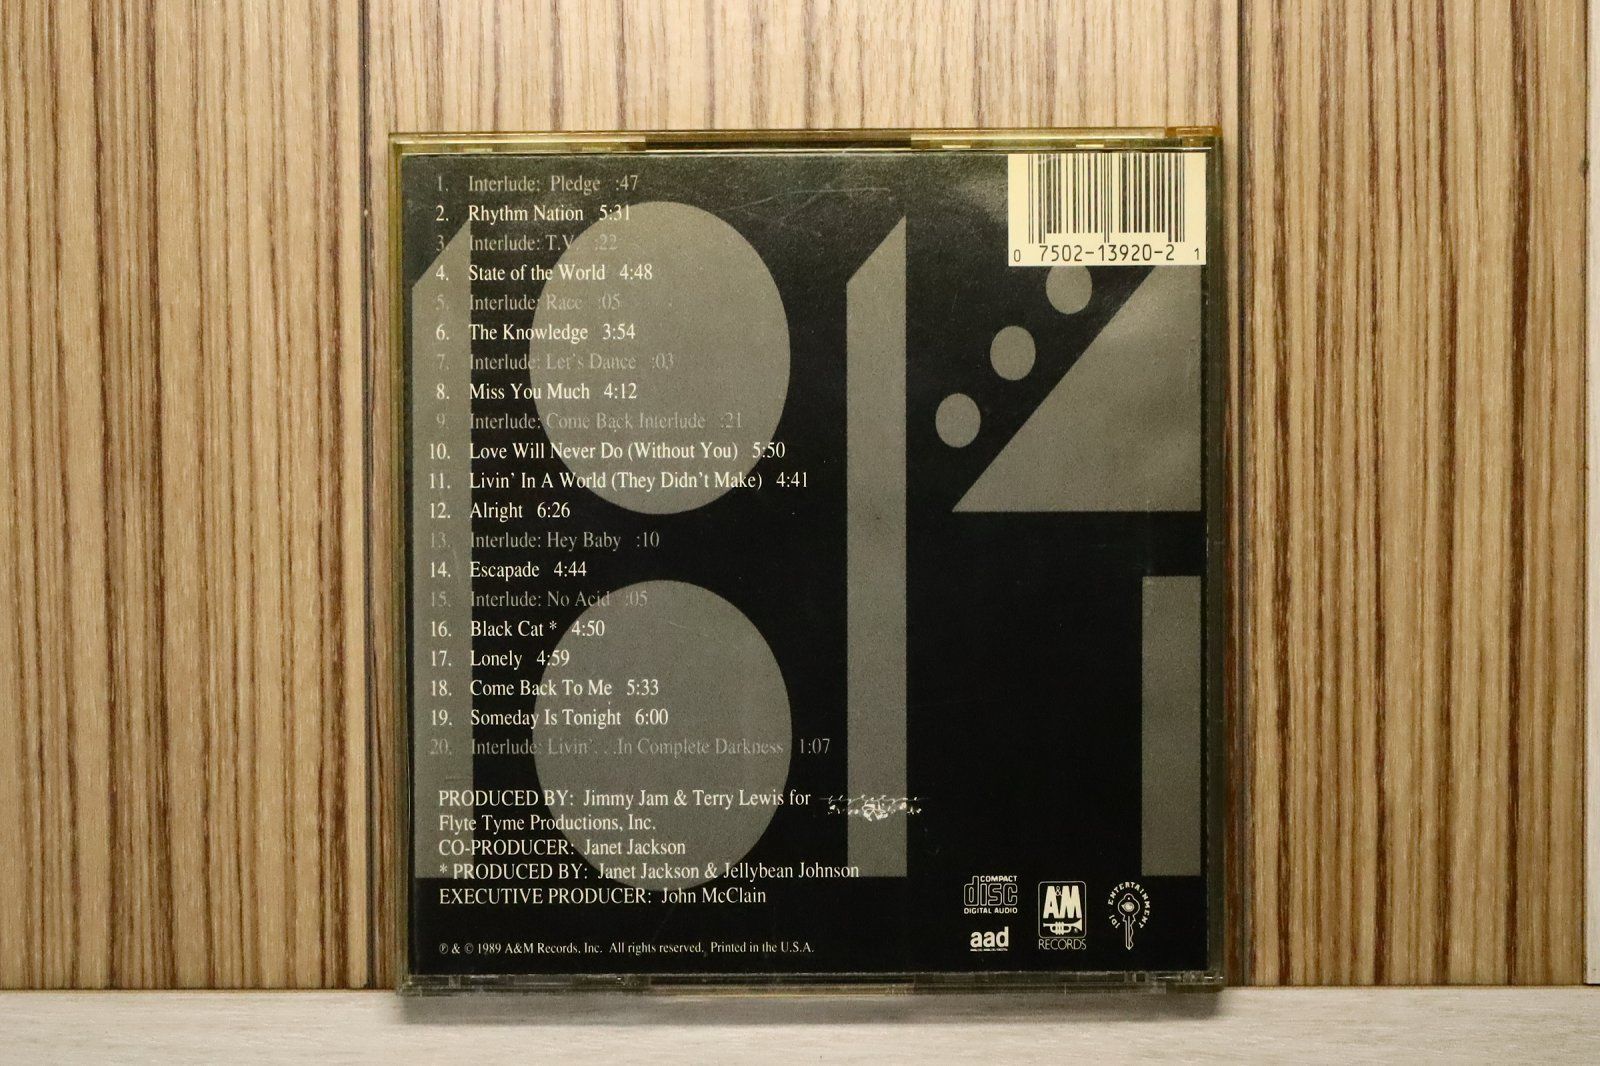 1. Interlude: Pledge :47
2. Rhythm Nation 5:31
3. Interlude: T.V. :22
4. State of the World 4:48
5. Interlude: Race :05
6. The Knowledge 3:54
7. Interlude: Let's Dance :03
8. Miss You Much 4:12
9. Interlude: Come Back Interlude :21
10. Love Will Never Do (Without You) 5:50
11. Livin' In A World (They Didn't Make) 4:41
12. Alright 6:26
13. Interlude: Hey Baby :10
14. Escapade 4:44
15. Interlude: No Acid :05
16. Black Cat * 4:50
17. Lonely 4:59
18. Come Back To Me 5:33
19. Someday Is Tonight 6:00
20. Interlude: Livin'. . .In Complete Darkness 1:07
PRODUCED BY: Jimmy Jam & Terry Lewis for
Flyte Tyme Productions, Inc.
CO-PRODUCER: Janet Jackson
* PRODUCED BY: Janet Jackson & Jellybean Johnson
EXECUTIVE PRODUCER: John McClain
℗ & © 1989 A&M Records, Inc. All rights reserved. Printed in the U.S.A.
0 7502-13920-2 1
1814
COMPACT
disc
DIGITAL AUDIO
aad
A&M
RECORDS
JDJ ENTERTAINMENT